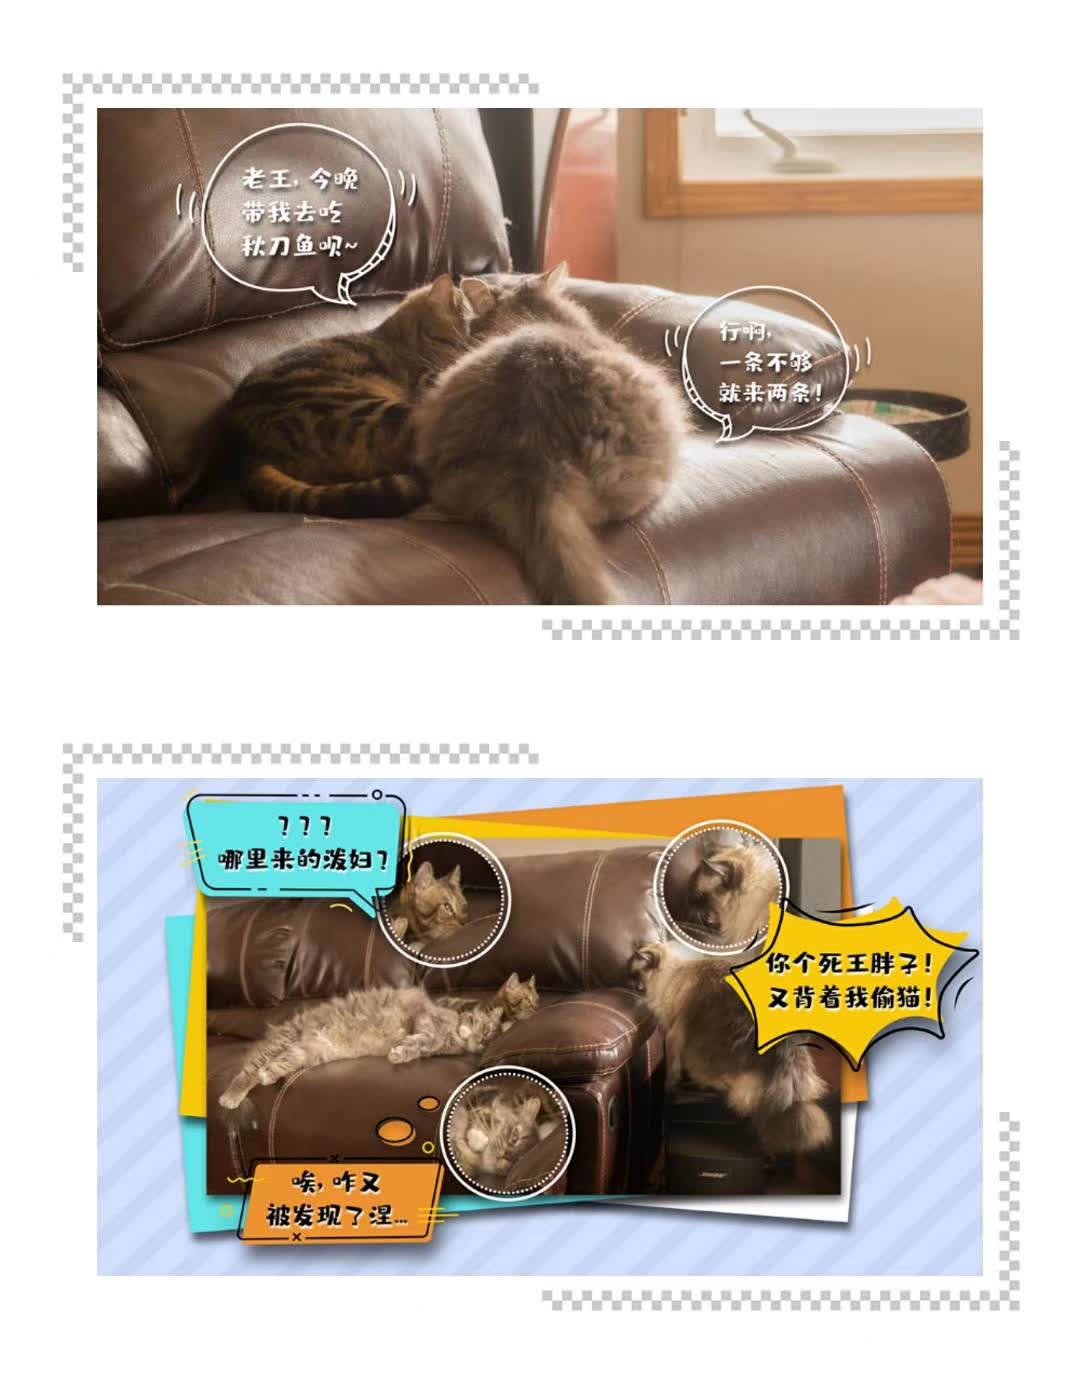 老王，今晚
带我去吃
秋刀鱼呗~
行啊，
一条不够
就来两条！
？？？
哪里来的泼妇？
你个死王胖子！
又背着我偷猫！
唉，咋又
被发现了涅...
BOSE